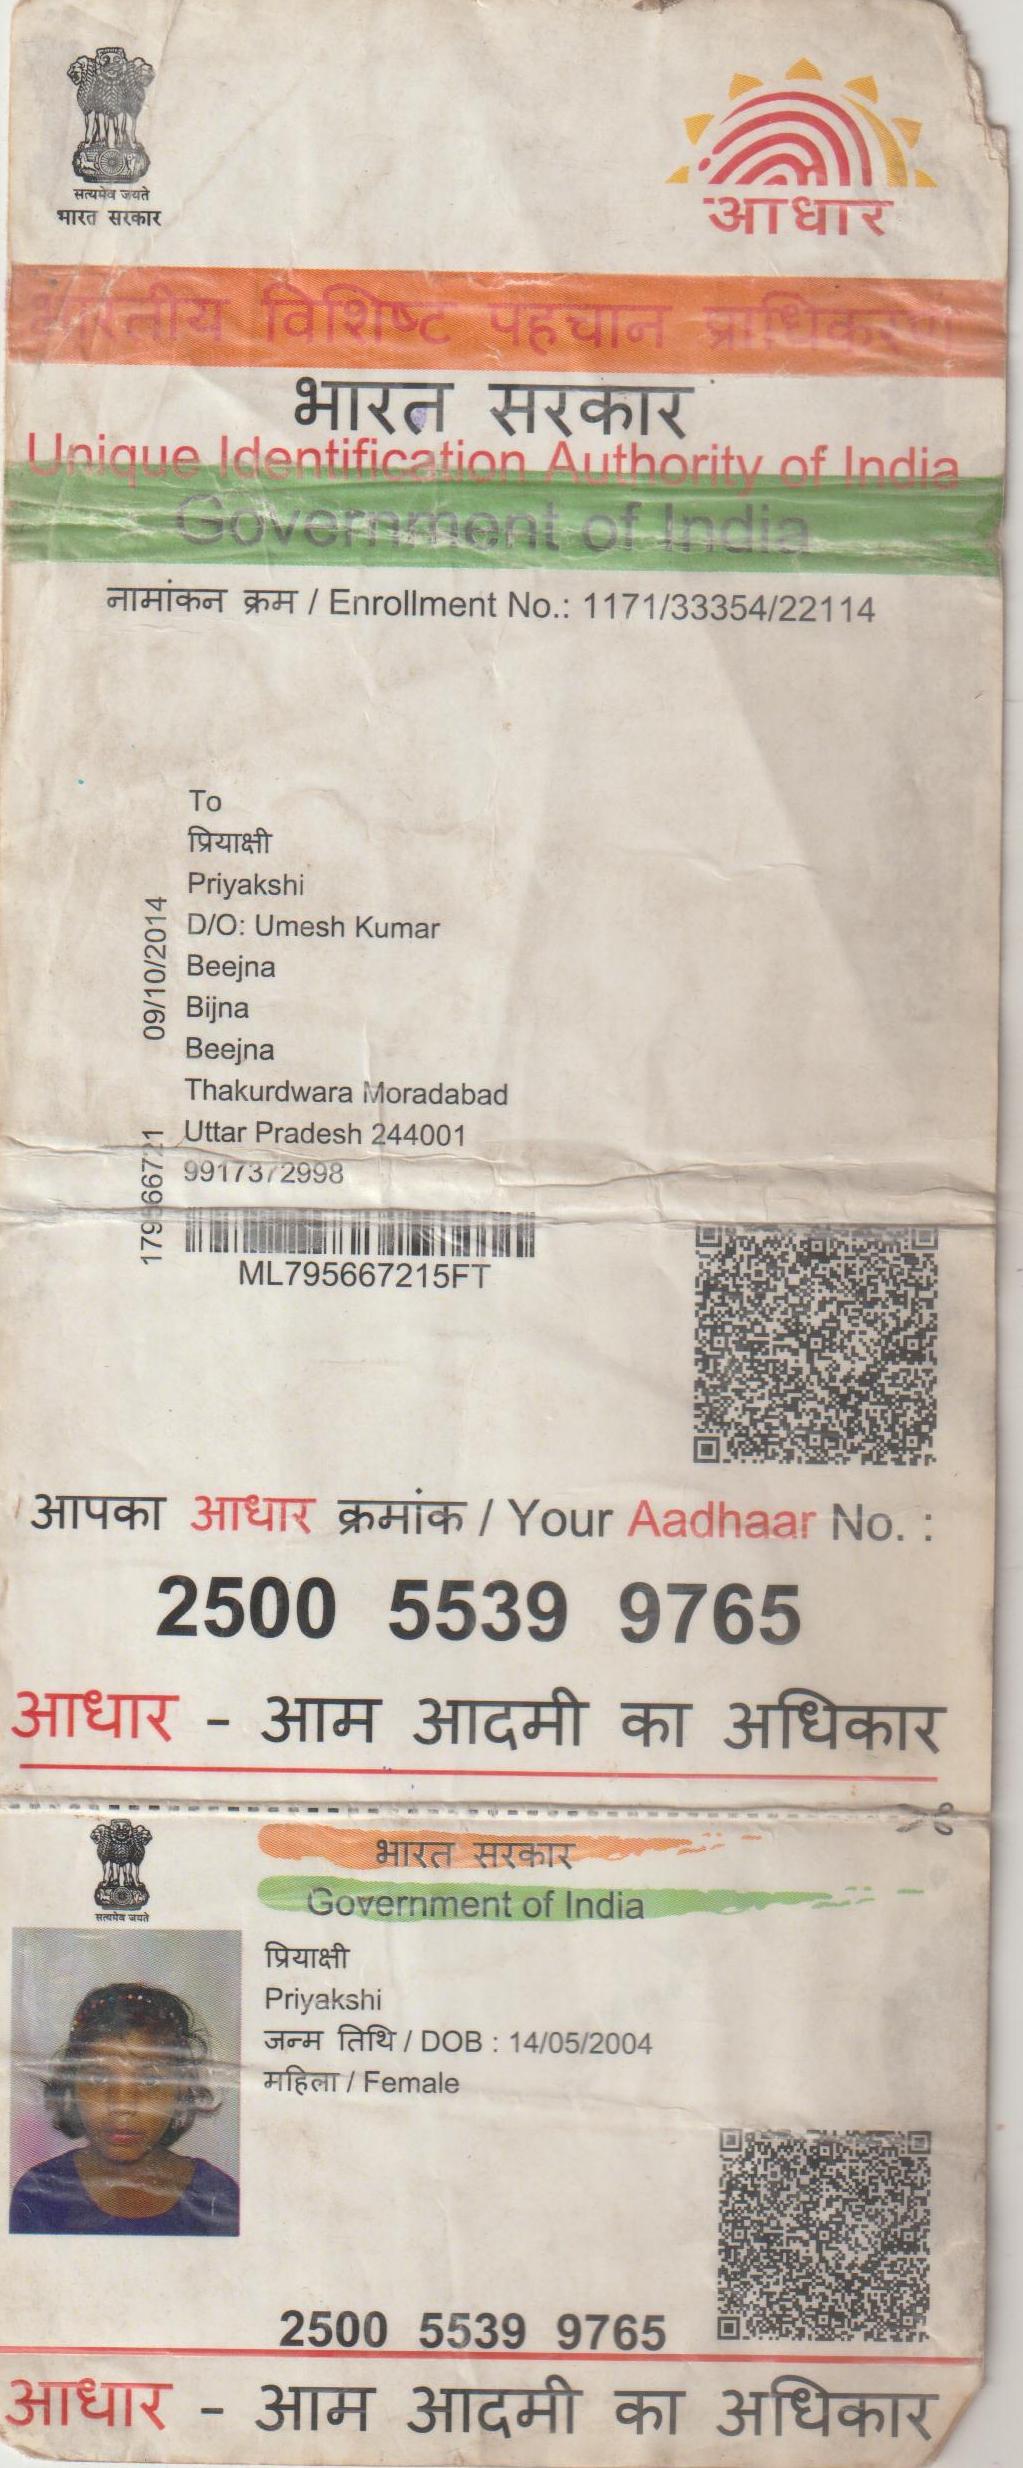 सत्यमेव जयते
भारत सरकार
आधार
भारतीय विशिष्ट पहचान प्राधिकरण
भारत सरकार
Unique Identification Authority of India
Government of India
नामांकन क्रम / Enrollment No.: 1171/33354/22114
To
प्रियाक्षी
Priyakshi
D/O: Umesh Kumar
Beejna
Bijna
Beejna
Thakurdwara Moradabad
Uttar Pradesh 244001
9917372998
09/10/2014
ML795667215FT
आपका आधार क्रमांक / Your Aadhaar No. :
2500 5539 9765
आधार - आम आदमी का अधिकार
सत्यमेव जयते
भारत सरकार
Government of India
प्रियाक्षी
Priyakshi
जन्म तिथि / DOB : 14/05/2004
महिला / Female
2500 5539 9765
आधार - आम आदमी का अधिकार